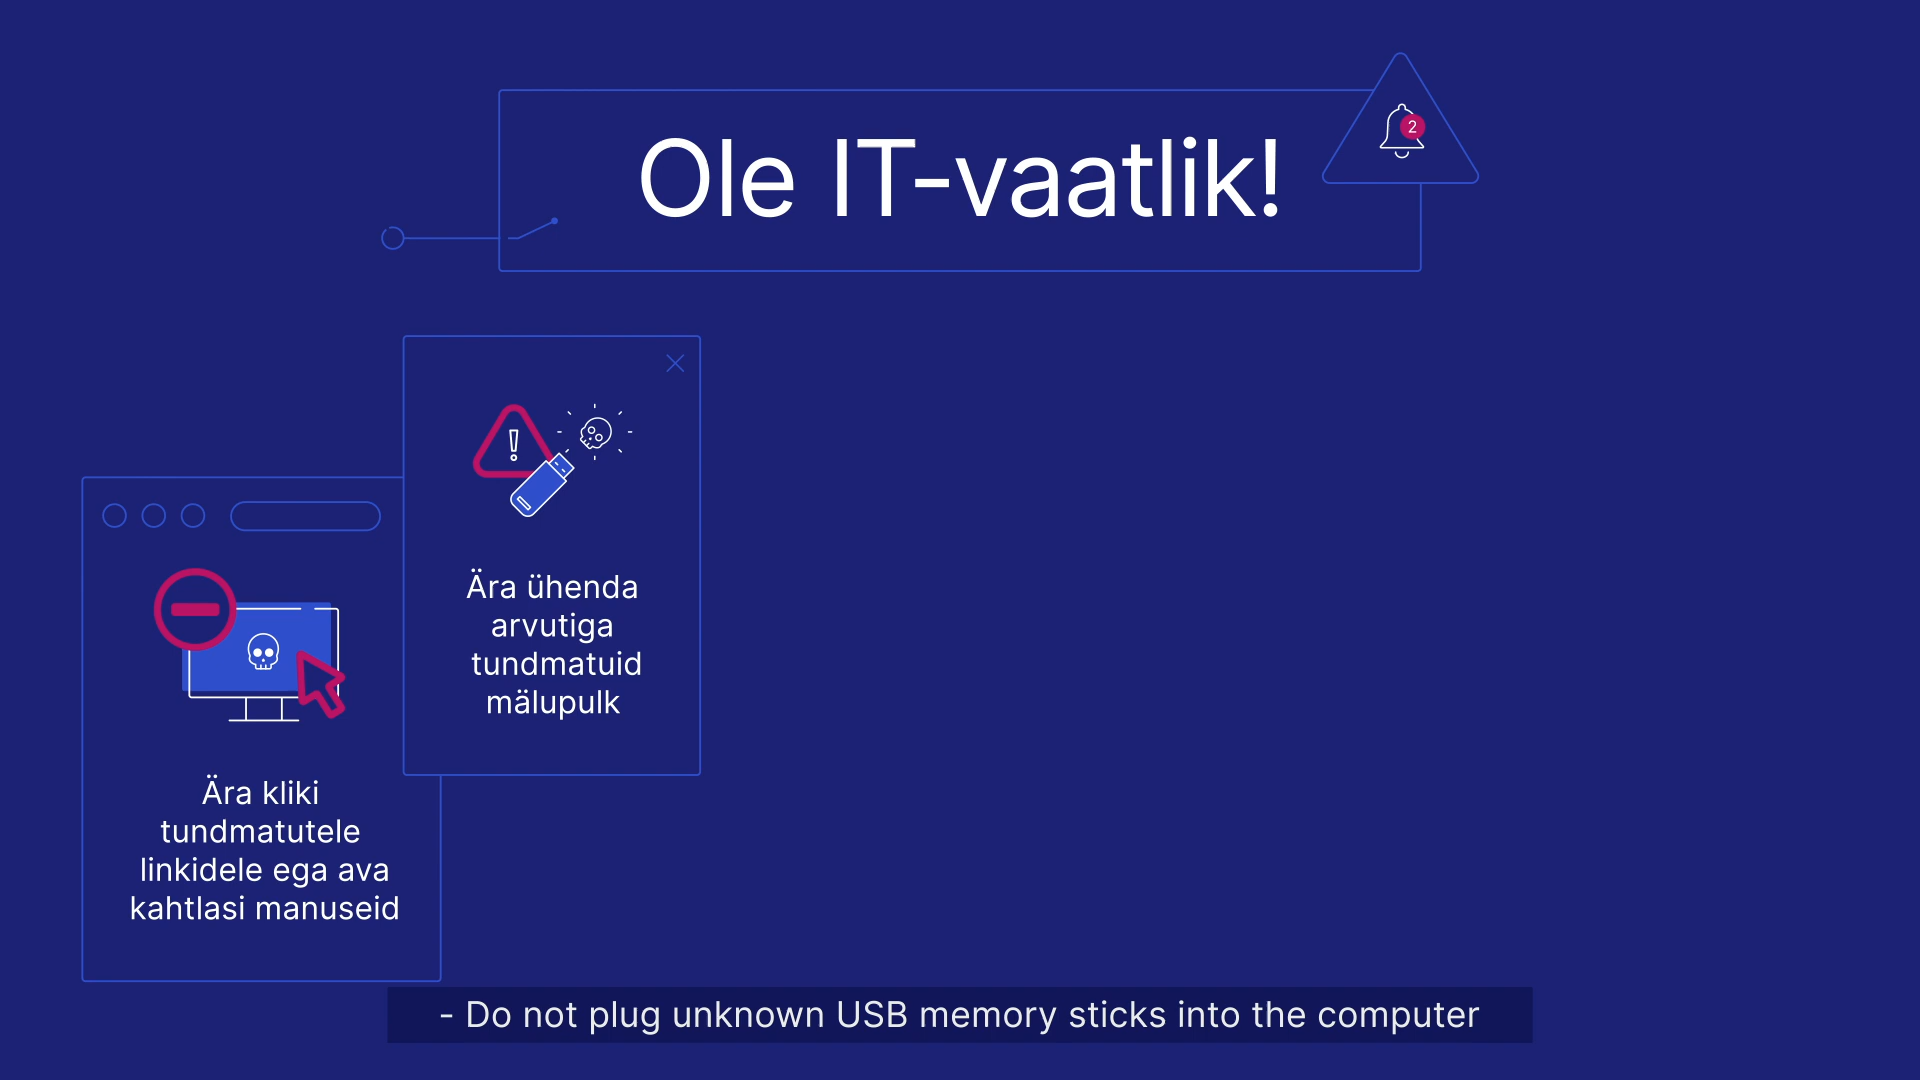 Ole IT-vaatlik!
2
Ära ühenda
arvutiga
tundmatuid
mälupulk
Ära kliki
tundmatutele
linkidele ega ava
kahtlasi manuseid
- Do not plug unknown USB memory sticks into the computer